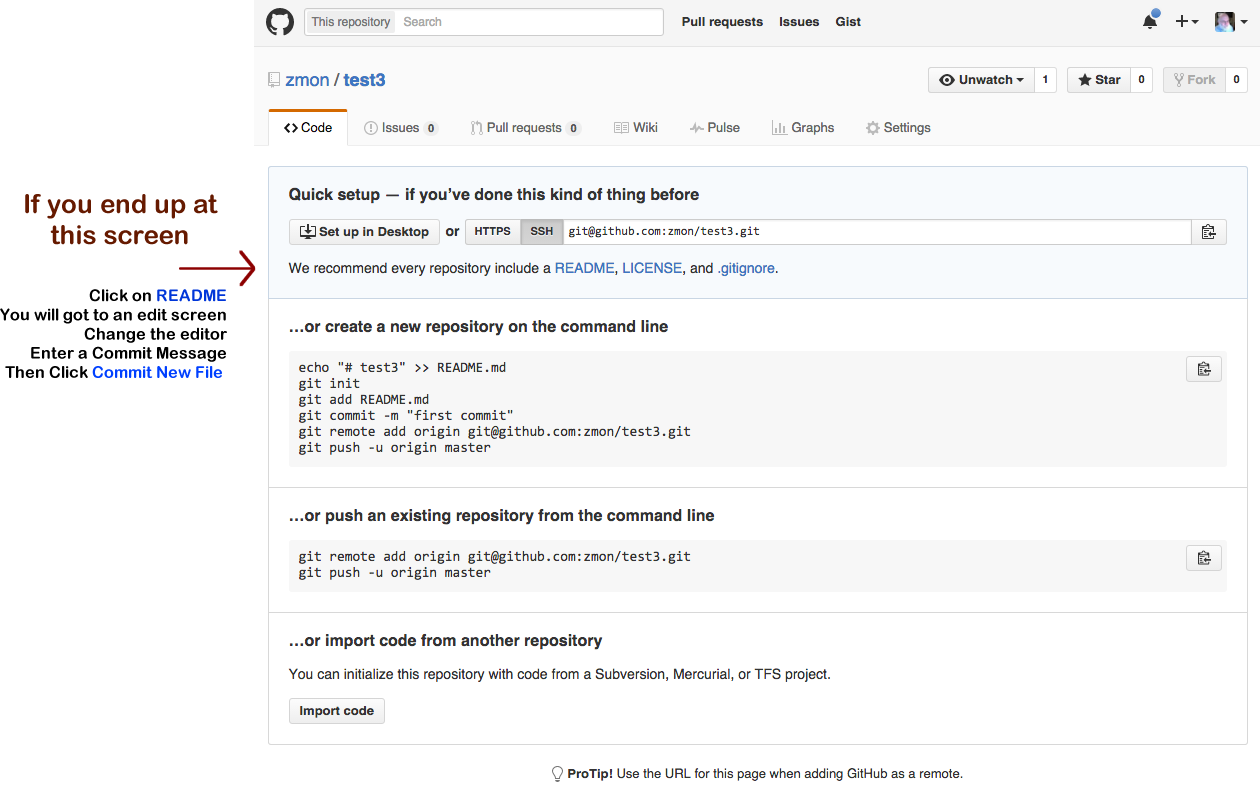 This repository Search Pull requests Issues Gist
zmon / test3 Unwatch 1 Star 0 Fork 0
Code Issues 0 Pull requests 0 Wiki Pulse Graphs Settings
If you end up at
this screen
Click on README
You will got to an edit screen
Change the editor
Enter a Commit Message
Then Click Commit New File
Quick setup — if you’ve done this kind of thing before
Set up in Desktop or HTTPS SSH git@github.com:zmon/test3.git
We recommend every repository include a README, LICENSE, and .gitignore.
…or create a new repository on the command line
echo "# test3" >> README.md
git init
git add README.md
git commit -m "first commit"
git remote add origin git@github.com:zmon/test3.git
git push -u origin master
…or push an existing repository from the command line
git remote add origin git@github.com:zmon/test3.git
git push -u origin master
…or import code from another repository
You can initialize this repository with code from a Subversion, Mercurial, or TFS project.
Import code
ProTip! Use the URL for this page when adding GitHub as a remote.